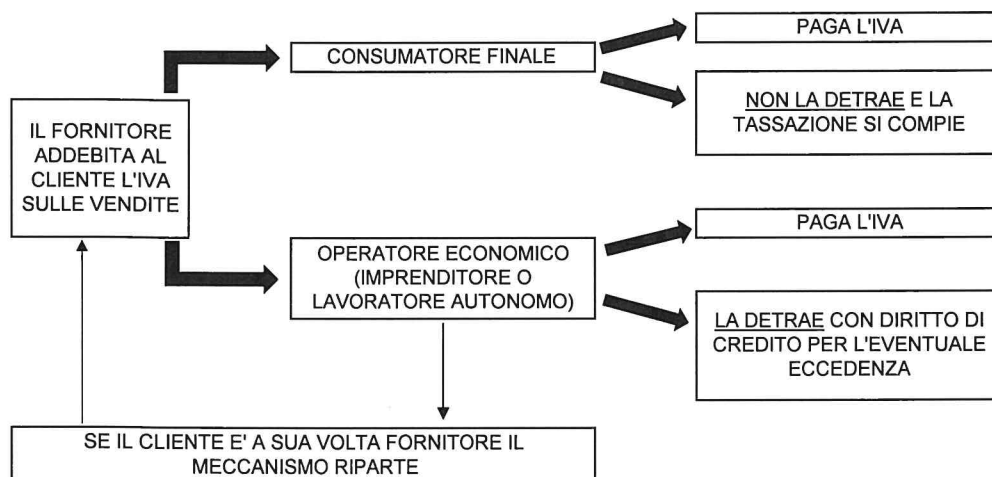 CONSUMATORE FINALE
PAGA L'IVA
NON LA DETRAE E LA
TASSAZIONE SI COMPIE
IL FORNITORE
ADDEBITA AL
CLIENTE L'IVA
SULLE VENDITE
OPERATORE ECONOMICO
(IMPRENDITORE O
LAVORATORE AUTONOMO)
PAGA L'IVA
LA DETRAE CON DIRITTO DI
CREDITO PER L'EVENTUALE
ECCEDENZA
SE IL CLIENTE E' A SUA VOLTA FORNITORE IL
MECCANISMO RIPARTE